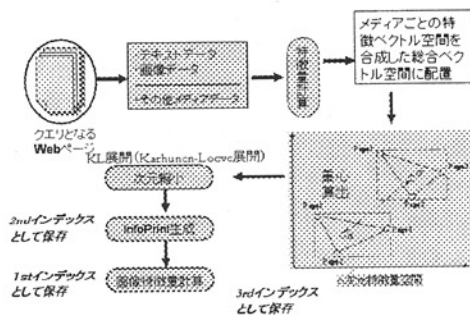 テキストデータ
画像データ
その他メディアデータ
特徴量計算
メディアごとの特
徴ベクトル空間を
合成した総合ベク
トル空間に配置
クエリとなる
Webページ
KL展開(Karhunen-Loeve展開)
次元縮小
重心
算出
2ndインデックス
として保存
InfoPrint生成
1stインデックス
として保存
画像特徴量計算
3rdインデックス
として保存